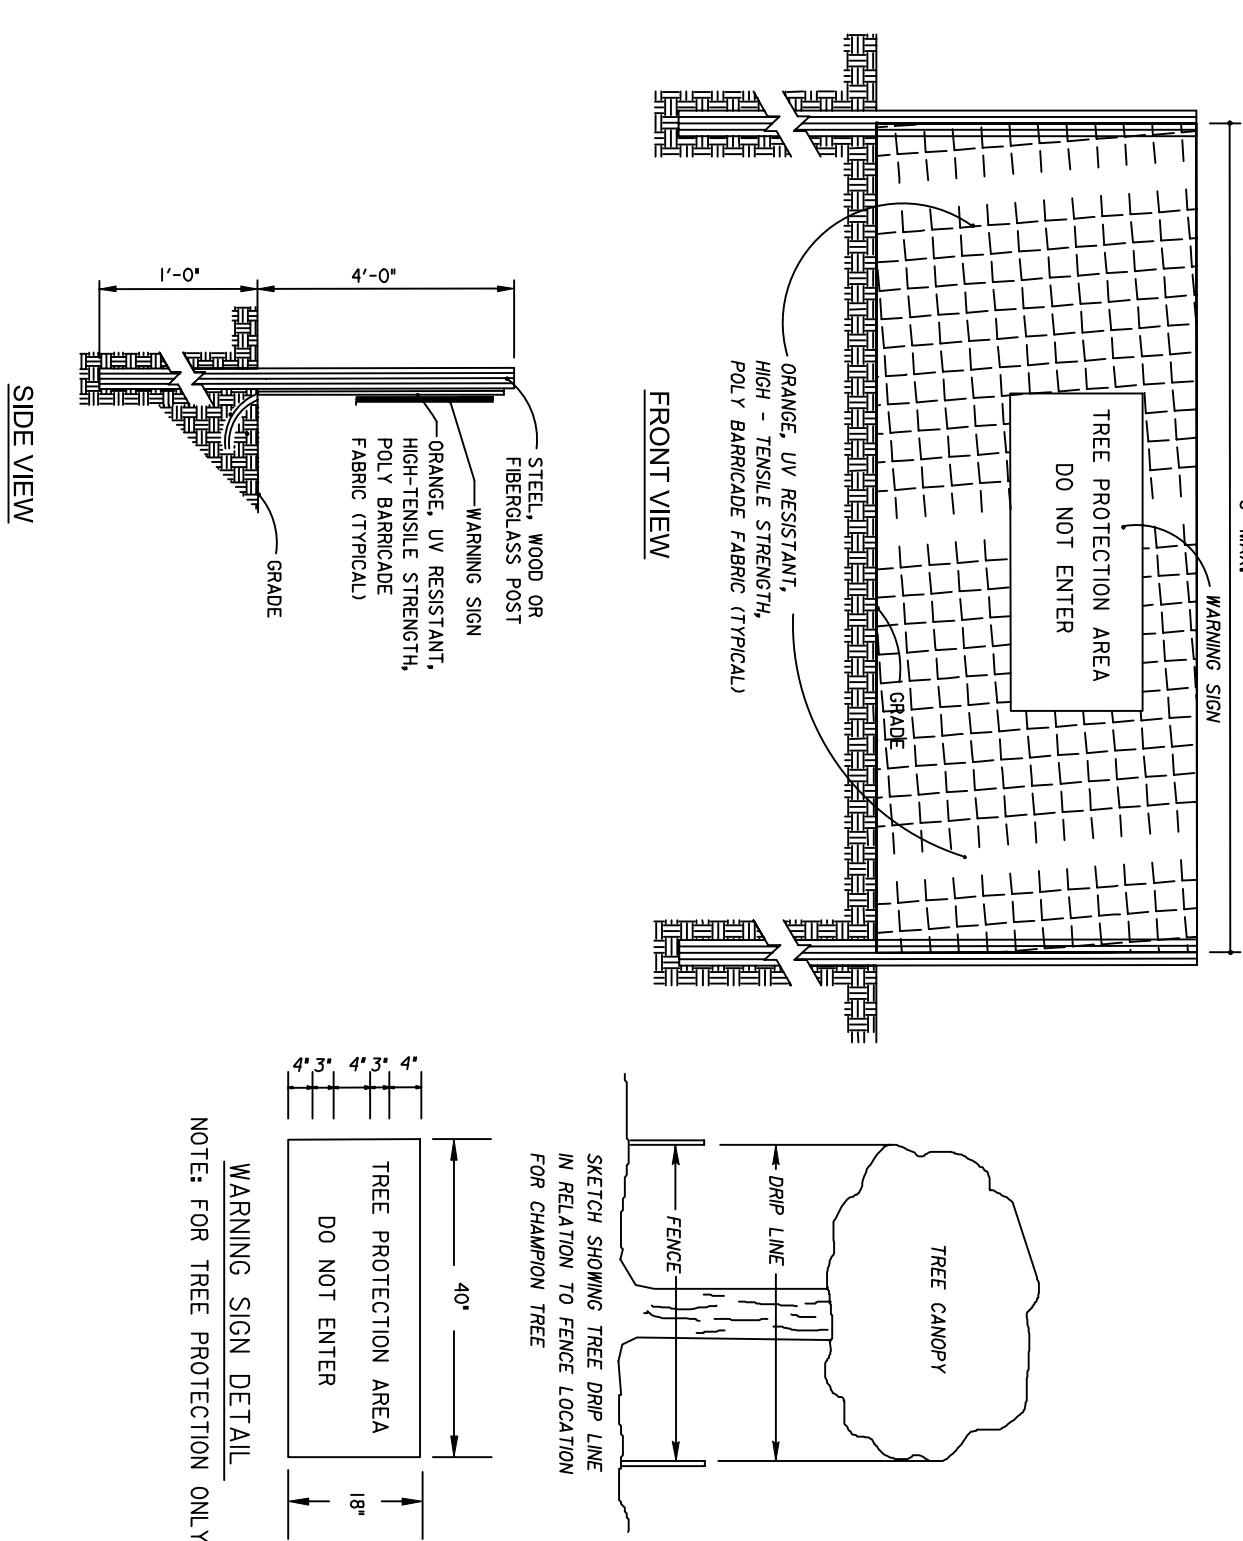 WARNING SIGN
TREE PROTECTION AREA
DO NOT ENTER
GRADE
ORANGE, UV RESISTANT,
HIGH - TENSILE STRENGTH,
POLY BARRICADE FABRIC (TYPICAL)
FRONT VIEW
4'-0"
1'-0"
STEEL, WOOD OR
FIBERGLASS POST
WARNING SIGN
ORANGE, UV RESISTANT,
HIGH-TENSILE STRENGTH,
POLY BARRICADE
FABRIC (TYPICAL)
GRADE
SIDE VIEW
TREE CANOPY
DRIP LINE
FENCE
SKETCH SHOWING TREE DRIP LINE
IN RELATION TO FENCE LOCATION
FOR CHAMPION TREE
40"
4"
3"
4"
3"
4"
TREE PROTECTION AREA
DO NOT ENTER
18"
WARNING SIGN DETAIL
NOTE: FOR TREE PROTECTION ONLY